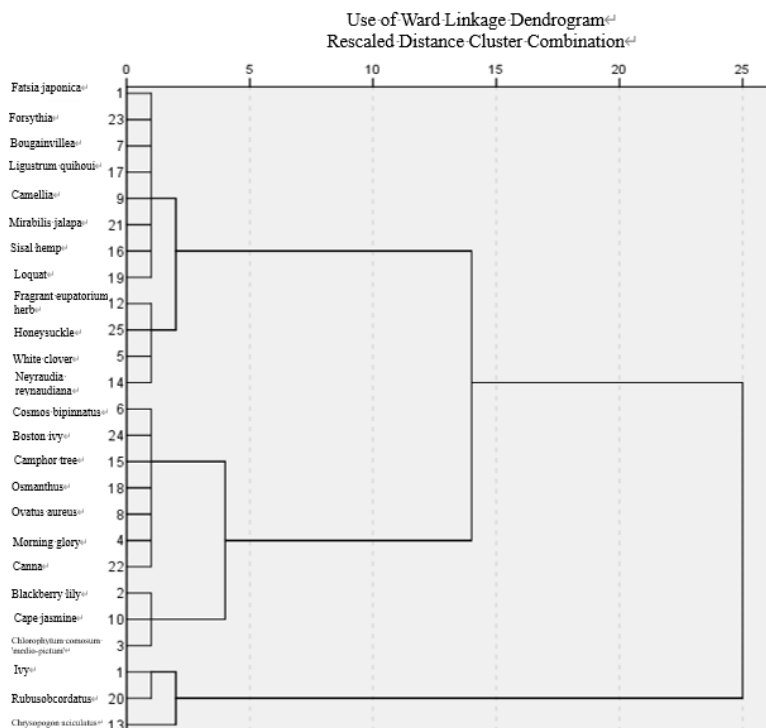 Use of Ward Linkage Dendrogram
Rescaled Distance Cluster Combination
0 5 10 15 20 25
Fatsia japonica 1
Forsythia 23
Bougainvillea 7
Ligustrum quihoui 17
Camellia 9
Mirabilis jalapa 21
Sisal hemp 16
Loquat 19
Fragrant eupatorium 12
herb
Honeysuckle 25
White clover 5
Neyraudia 14
reynaudiana
Cosmos bipinnatus 6
Boston ivy 24
Camphor tree 15
Osmanthus 18
Ovatus aureus 8
Morning glory 4
Canna 22
Blackberry lily 2
Cape jasmine 10
Chlorophytum comosum
'medio-pictum' 3
Ivy 1
Rubusobcordatus 20
Chrysopogon aciculatus 13